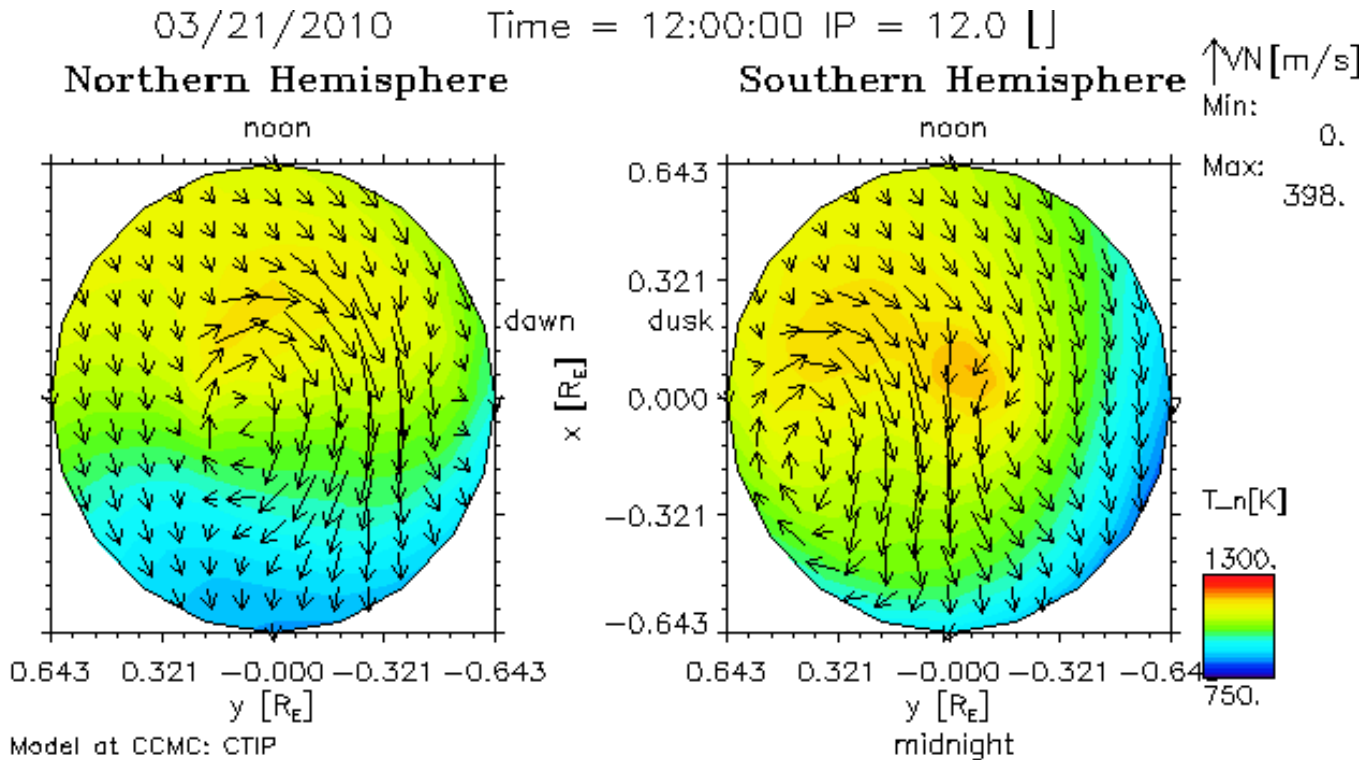 03/21/2010 Time = 12:00:00 IP = 12.0 []
Northern Hemisphere
Southern Hemisphere
↑VN[m/s]
Min:
0.
Max:
398.
noon
noon
0.643
0.321
0.000
−0.321
−0.643
dawn
dusk
x [R_E]
0.643 0.321 −0.000 −0.321 −0.643
y [R_E]
0.643 0.321 −0.000 −0.321 −0.64
y [R_E]
midnight
T_n[K]
1300.
750.
Model at CCMC: CTIP